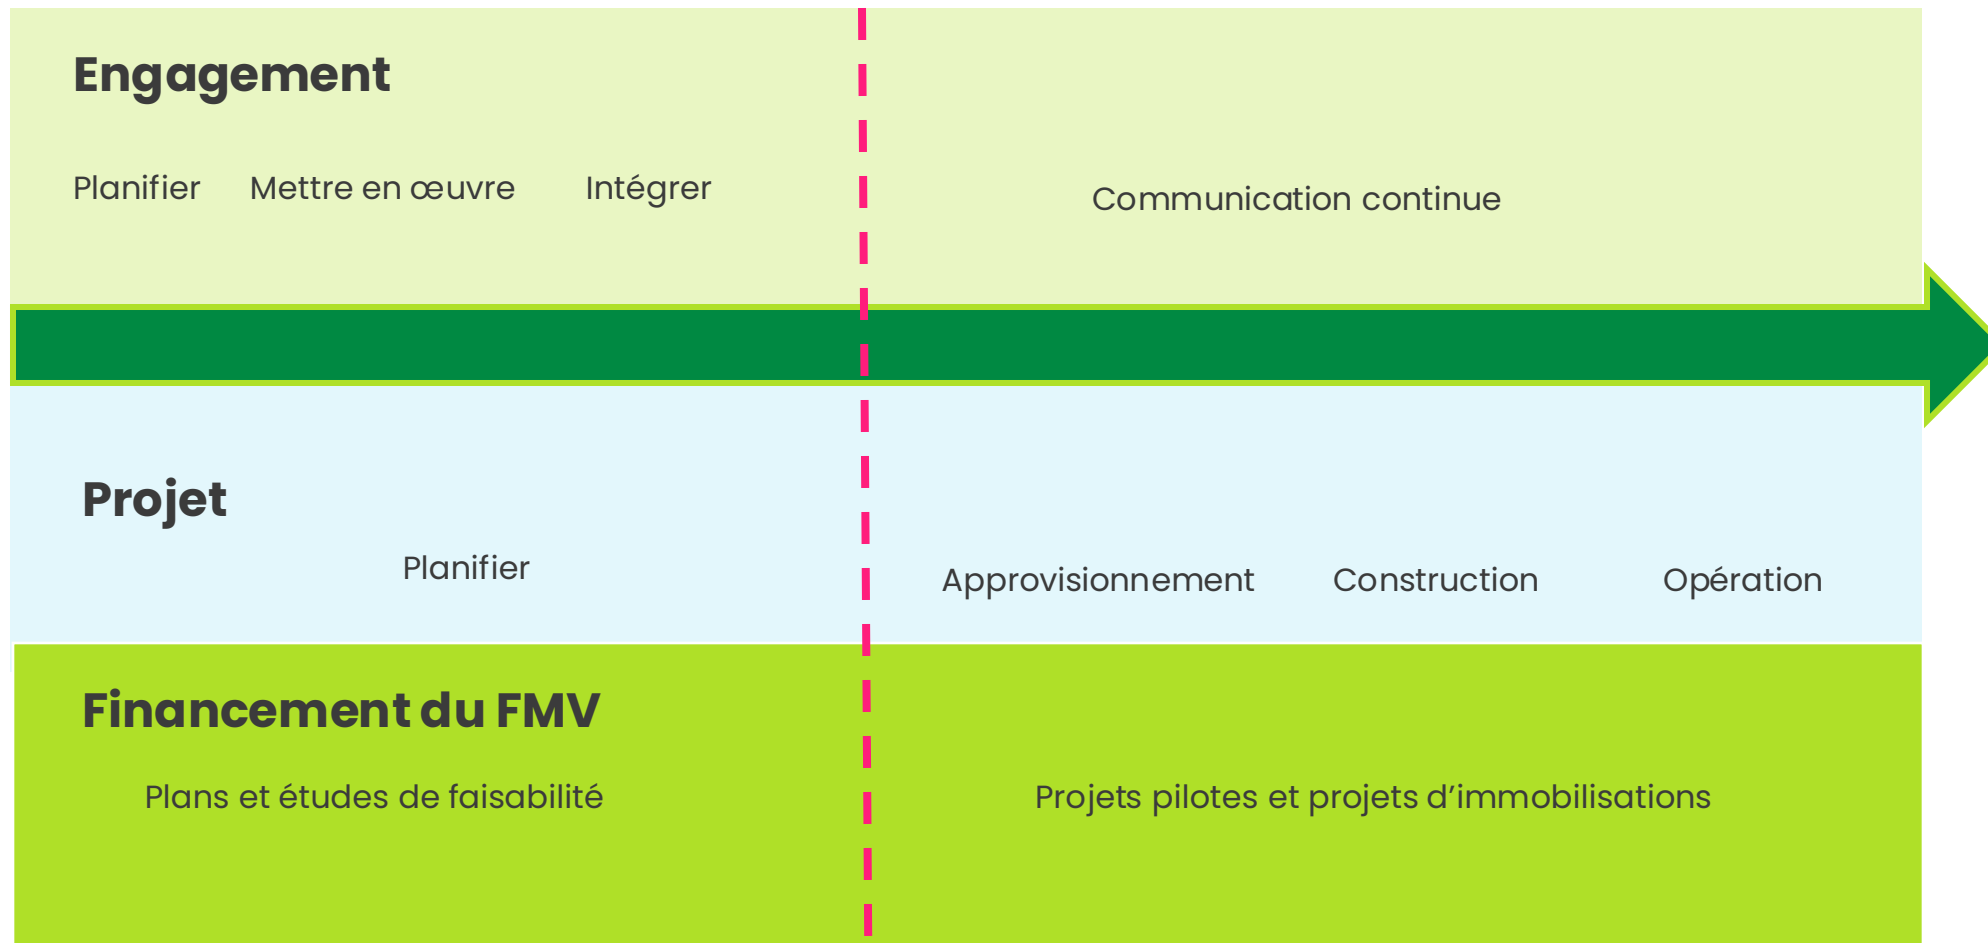 Engagement
Planifier Mettre en œuvre Intégrer
Communication continue
Projet
Planifier
Approvisionnement Construction Opération
Financement du FMV
Plans et études de faisabilité
Projets pilotes et projets d’immobilisations